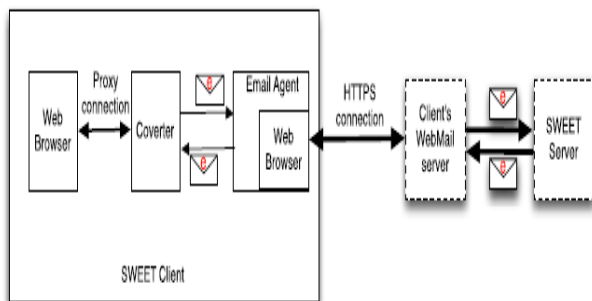 Web
Browser
Proxy
connection
Coverter
e
e
Email Agent
Web
Browser
HTTPS
connection
Client's
WebMail
server
e
e
SWEET
Server
SWEET Client